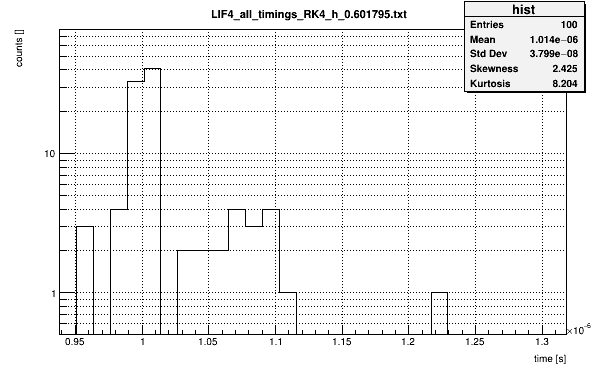 LIF4_all_timings_RK4_h_0.601795.txt
hist
Entries 100
Mean 1.014e−06
Std Dev 3.799e−08
Skewness 2.425
Kurtosis 8.204
counts []
10
1
0.95 1 1.05 1.1 1.15 1.2 1.25 1.3
×10⁻⁶
time [s]